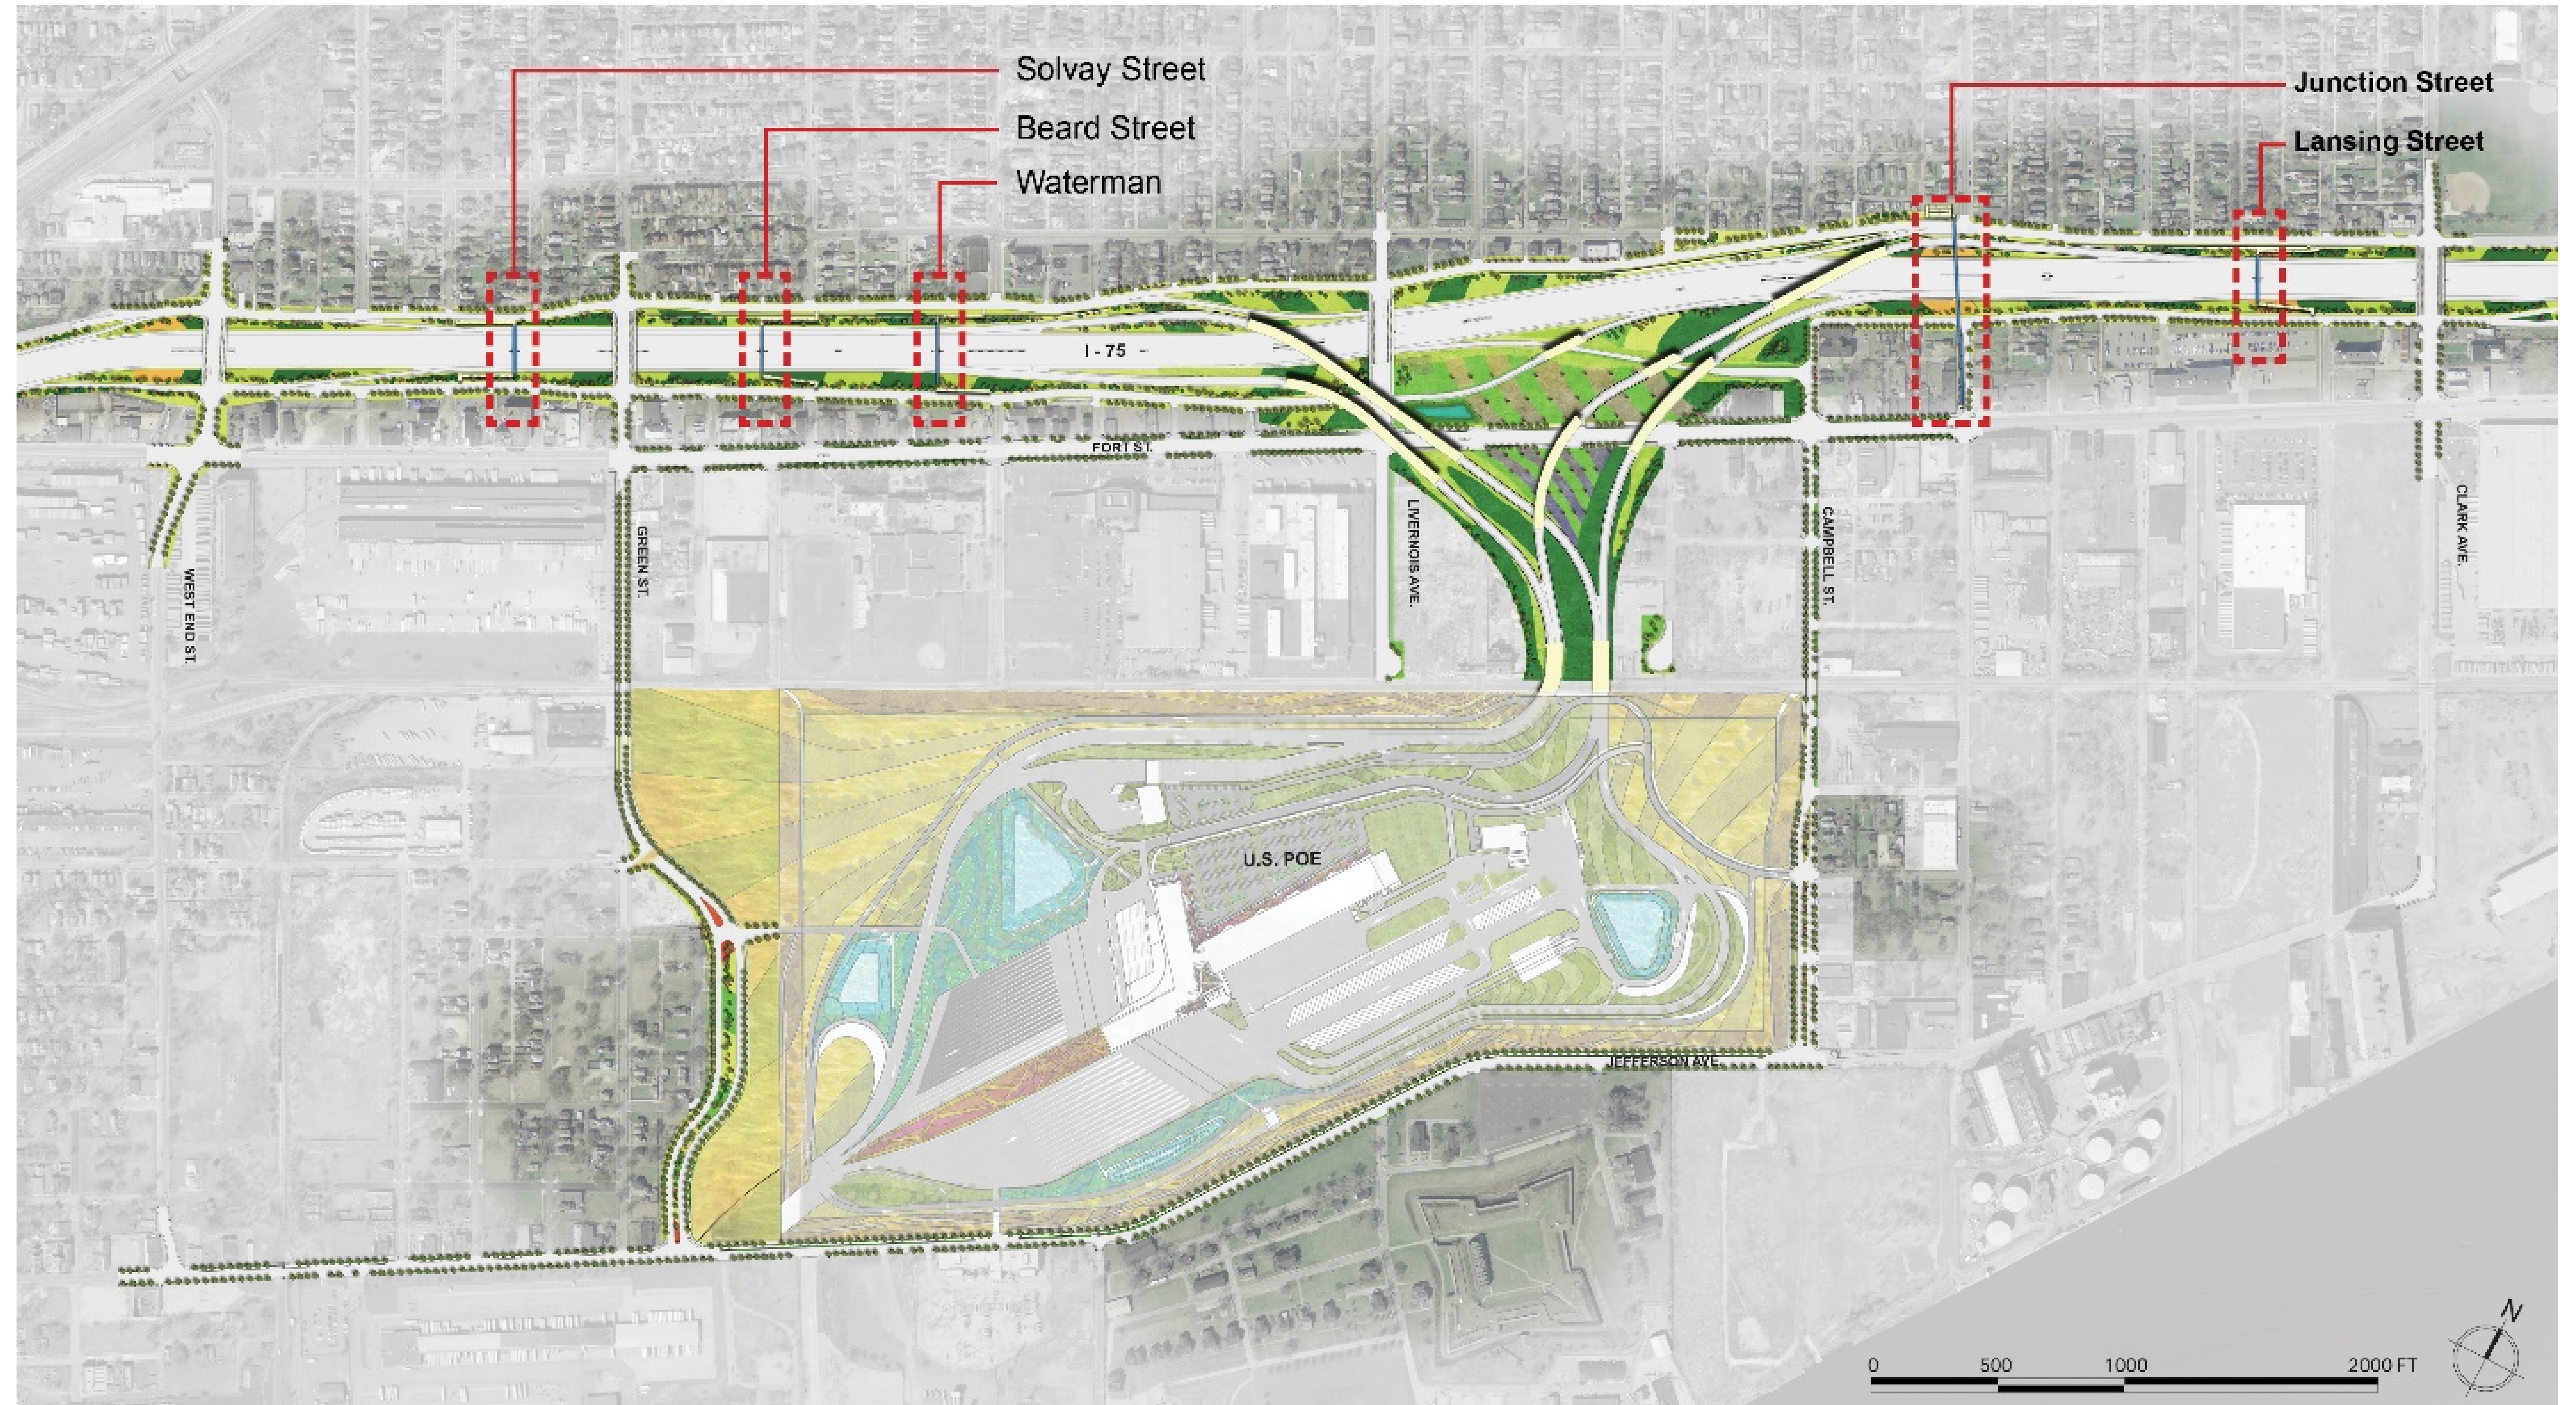 Solvay Street
Beard Street
Waterman
Junction Street
Lansing Street
I - 75
FORT ST.
WEST END ST.
GREEN ST.
LIVERNOIS AVE.
CAMPBELL ST.
CLARK AVE.
U.S. POE
JEFFERSON AVE.
N
0 500 1000 2000 FT